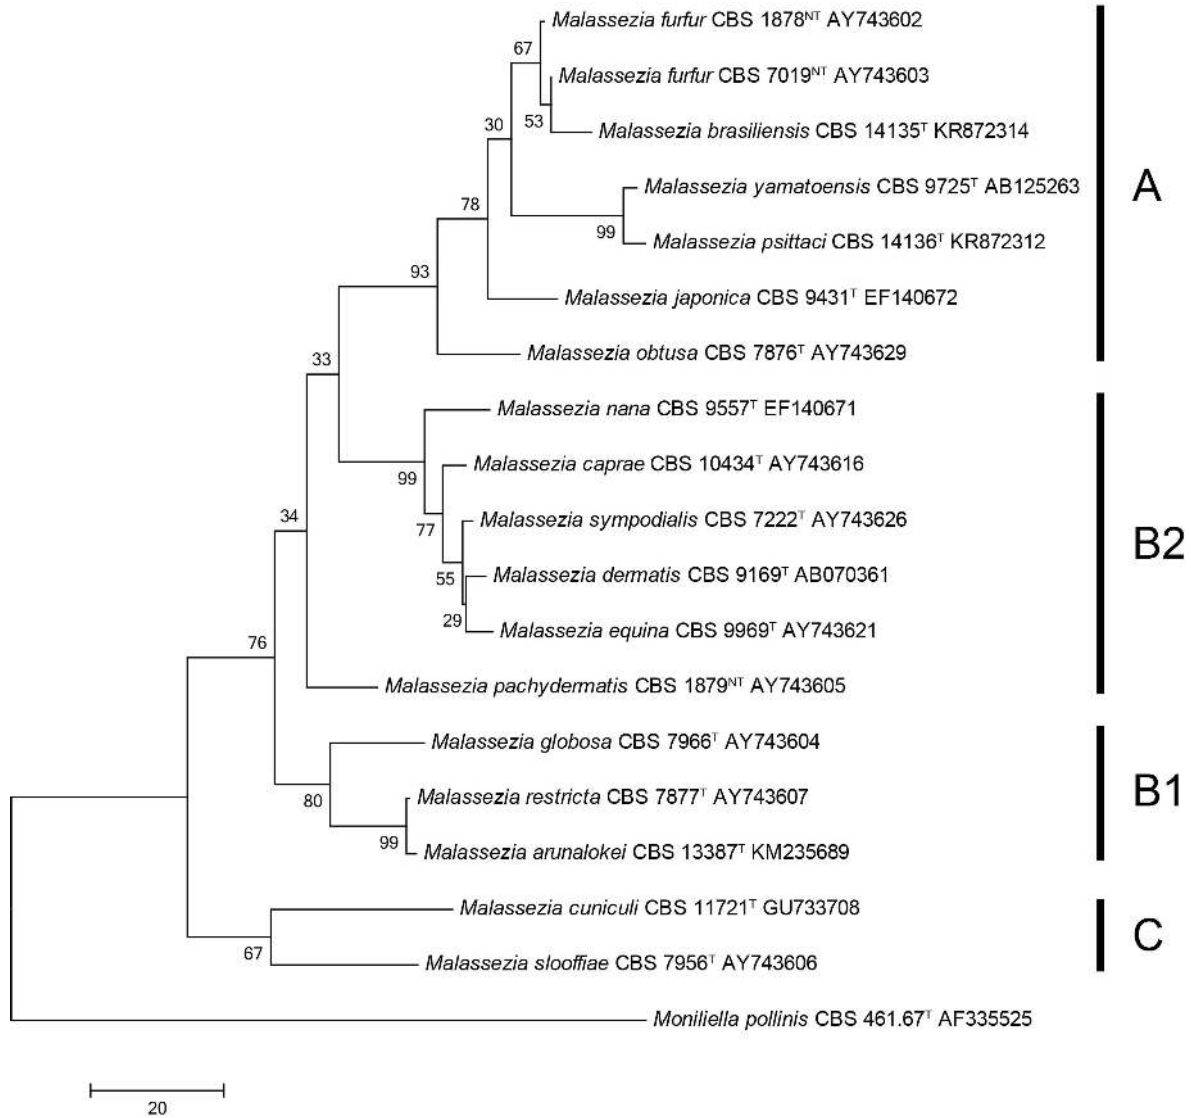 Malassezia furfur CBS 1878NT AY743602
67
Malassezia furfur CBS 7019NT AY743603
53
Malassezia brasiliensis CBS 14135T KR872314
30
Malassezia yamatoensis CBS 9725T AB125263
A
78
99
Malassezia psittaci CBS 14136T KR872312
93
Malassezia japonica CBS 9431T EF140672
Malassezia obtusa CBS 7876T AY743629
33
Malassezia nana CBS 9557T EF140671
99
Malassezia caprae CBS 10434T AY743616
34
77
Malassezia sympodialis CBS 7222T AY743626
B2
55
Malassezia dermatis CBS 9169T AB070361
29
Malassezia equina CBS 9969T AY743621
76
Malassezia pachydermatis CBS 1879NT AY743605
Malassezia globosa CBS 7966T AY743604
B1
80
Malassezia restricta CBS 7877T AY743607
99
Malassezia arunalokei CBS 13387T KM235689
Malassezia cuniculi CBS 11721T GU733708
C
67
Malassezia slooffiae CBS 7956T AY743606
Moniliella pollinis CBS 461.67T AF335525
20